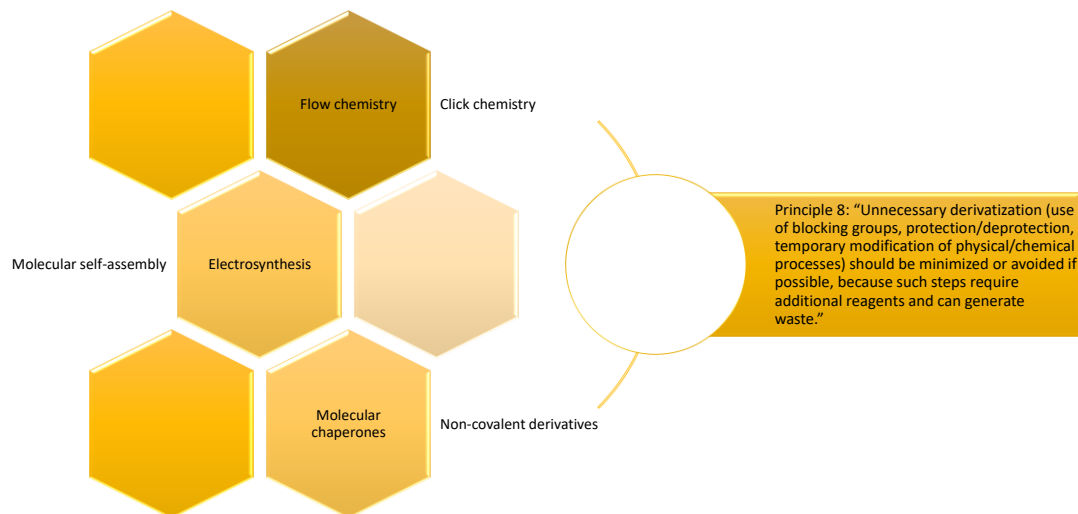 Flow chemistry
Click chemistry
Molecular self-assembly
Electrosynthesis
Molecular
chaperones
Non-covalent derivatives
Principle 8: “Unnecessary derivatization (use
of blocking groups, protection/deprotection,
temporary modification of physical/chemical
processes) should be minimized or avoided if
possible, because such steps require
additional reagents and can generate
waste.”